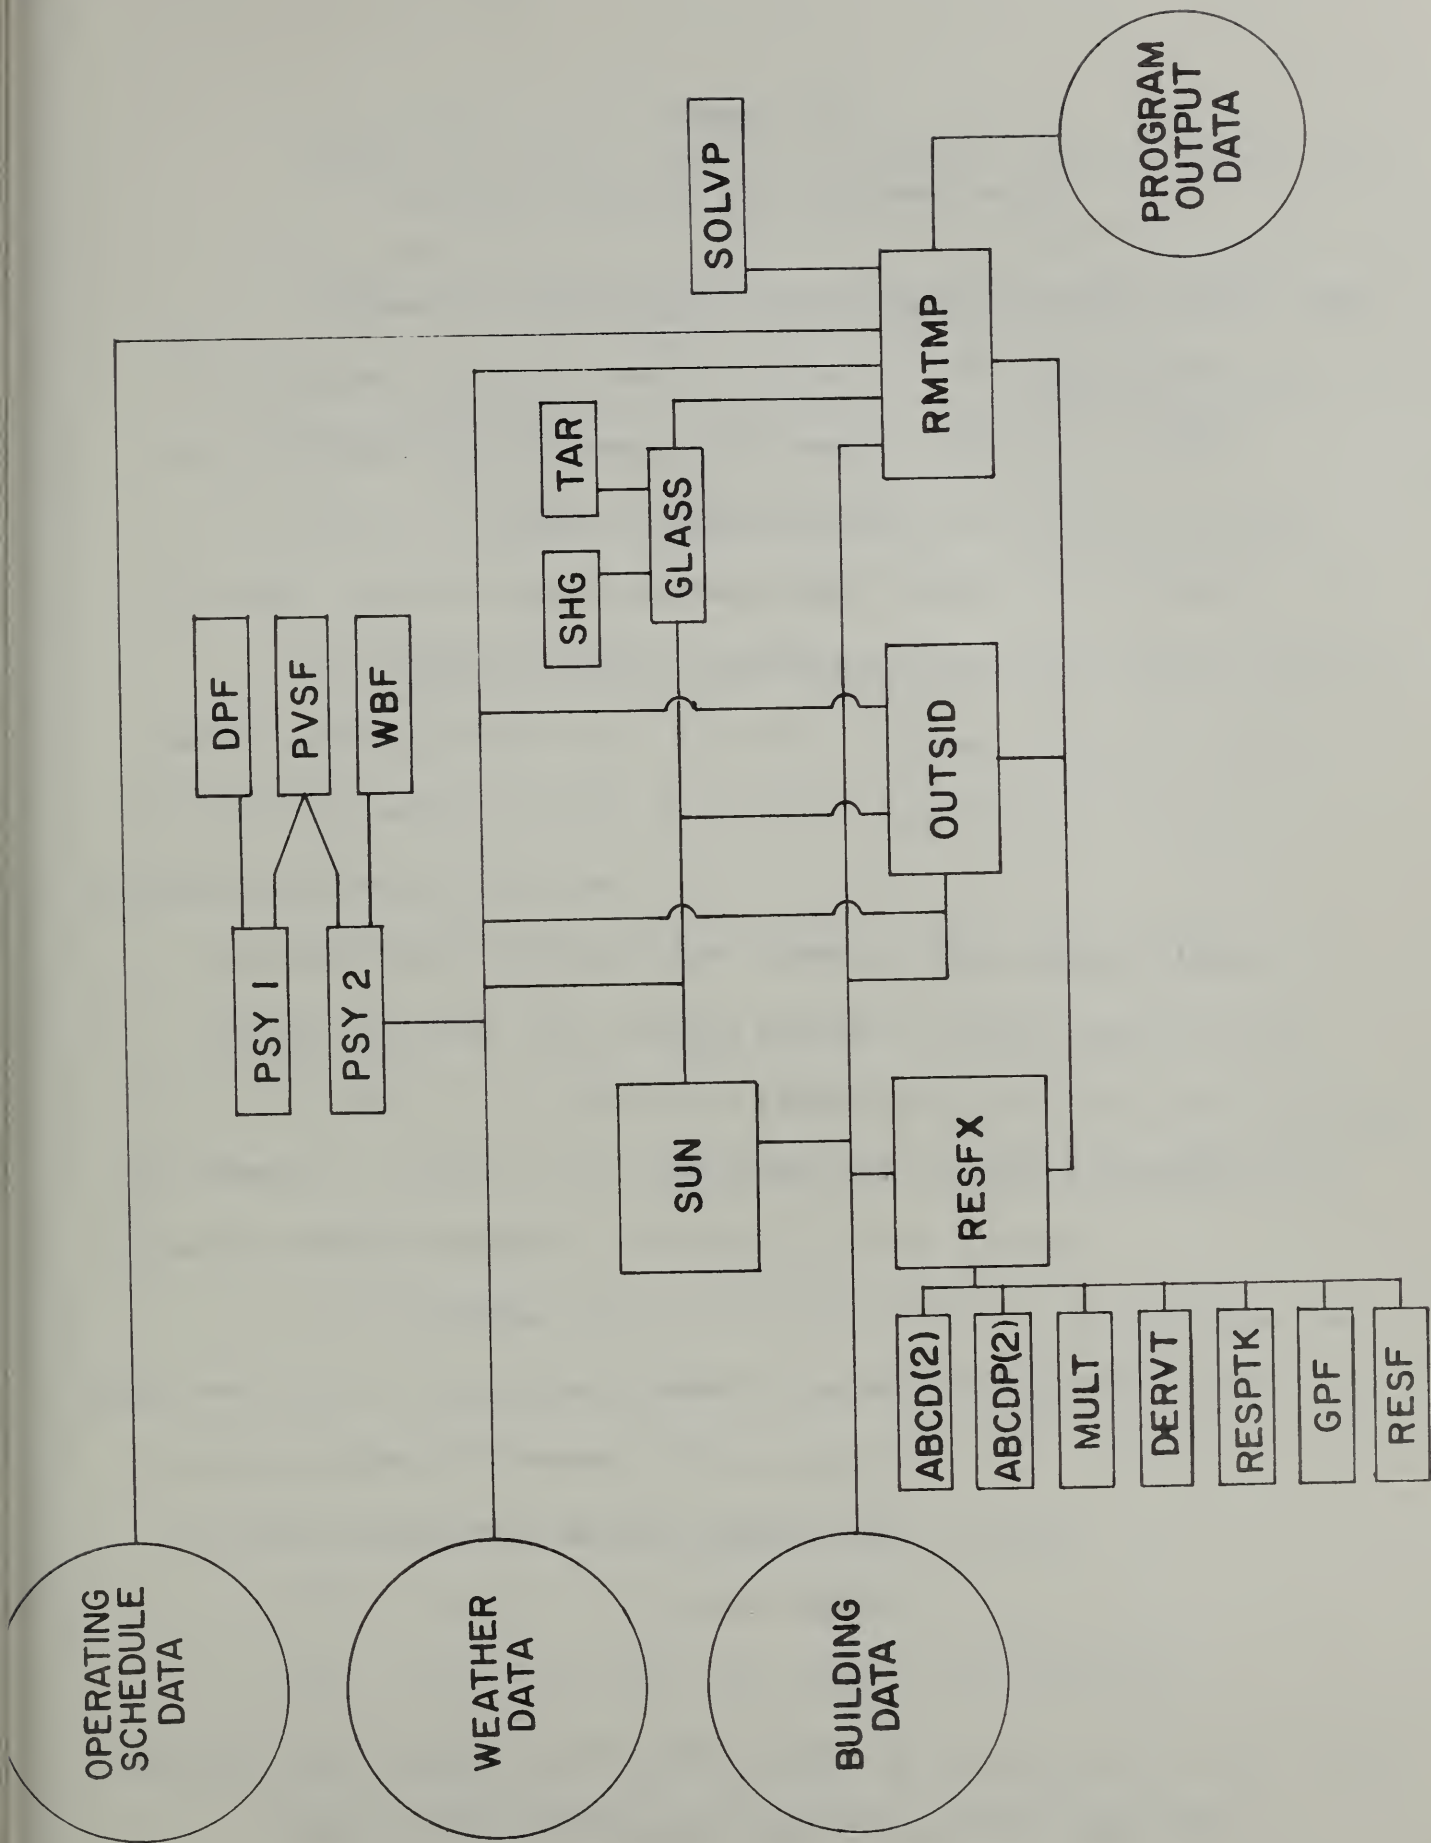 OPERATING
SCHEDULE
DATA
WEATHER
DATA
BUILDING
DATA
PSY 1
PSY 2
DPF
PVSF
WBF
SUN
SHG
TAR
GLASS
SOLVP
RESFX
OUTSID
RMTMP
ABCD(2)
ABCDP(2)
MULT
DERVT
RESPTK
GPF
RESF
PROGRAM
OUTPUT
DATA